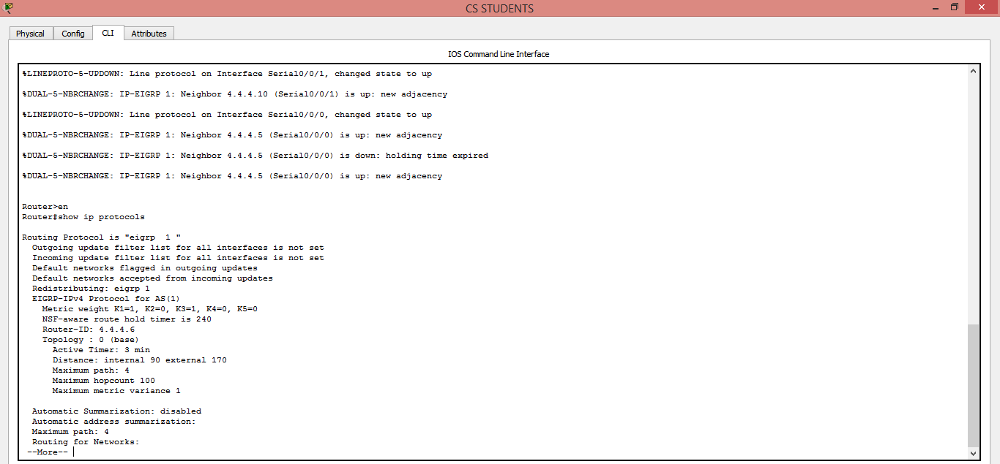 CS STUDENTS
Physical Config CLI Attributes
IOS Command Line Interface
%LINEPROTO-5-UPDOWN: Line protocol on Interface Serial0/0/1, changed state to up
%DUAL-5-NBRCHANGE: IP-EIGRP 1: Neighbor 4.4.4.10 (Serial0/0/1) is up: new adjacency
%LINEPROTO-5-UPDOWN: Line protocol on Interface Serial0/0/0, changed state to up
%DUAL-5-NBRCHANGE: IP-EIGRP 1: Neighbor 4.4.4.5 (Serial0/0/0) is up: new adjacency
%DUAL-5-NBRCHANGE: IP-EIGRP 1: Neighbor 4.4.4.5 (Serial0/0/0) is down: holding time expired
%DUAL-5-NBRCHANGE: IP-EIGRP 1: Neighbor 4.4.4.5 (Serial0/0/0) is up: new adjacency
Router>en
Router#show ip protocols
Routing Protocol is "eigrp  1 "
  Outgoing update filter list for all interfaces is not set
  Incoming update filter list for all interfaces is not set
  Default networks flagged in outgoing updates
  Default networks accepted from incoming updates
  Redistributing: eigrp 1
  EIGRP-IPv4 Protocol for AS(1)
    Metric weight K1=1, K2=0, K3=1, K4=0, K5=0
    NSF-aware route hold timer is 240
    Router-ID: 4.4.4.6
    Topology : 0 (base)
      Active Timer: 3 min
      Distance: internal 90 external 170
      Maximum path: 4
      Maximum hopcount 100
      Maximum metric variance 1
  Automatic Summarization: disabled
  Automatic address summarization:
  Maximum path: 4
  Routing for Networks:
 --More--